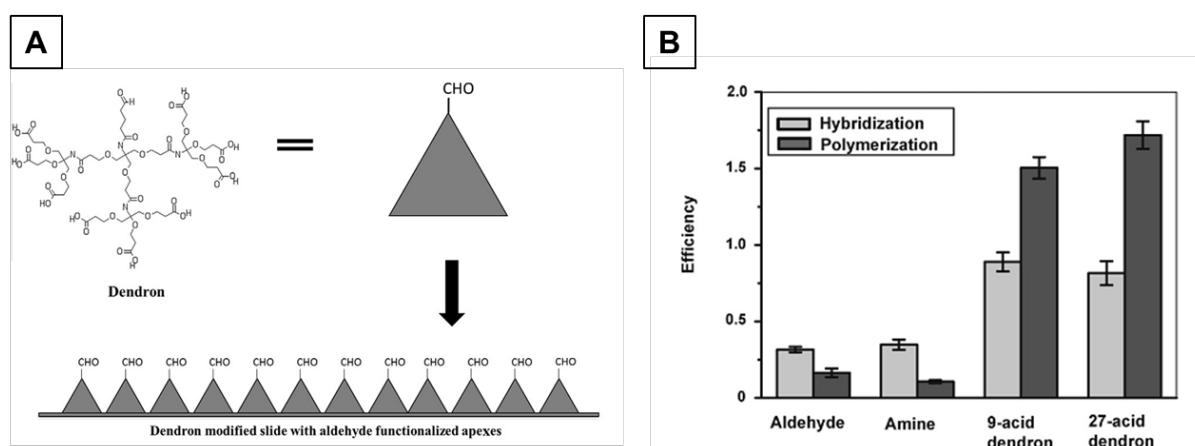 A
B
CHO
Dendron
CHO CHO CHO CHO CHO CHO CHO CHO CHO CHO CHO CHO
Dendron modified slide with aldehyde functionalized apexes
2.0
1.5
1.0
0.5
0
Efficiency
Hybridization
Polymerization
Aldehyde
Amine
9-acid
dendron
27-acid
dendron